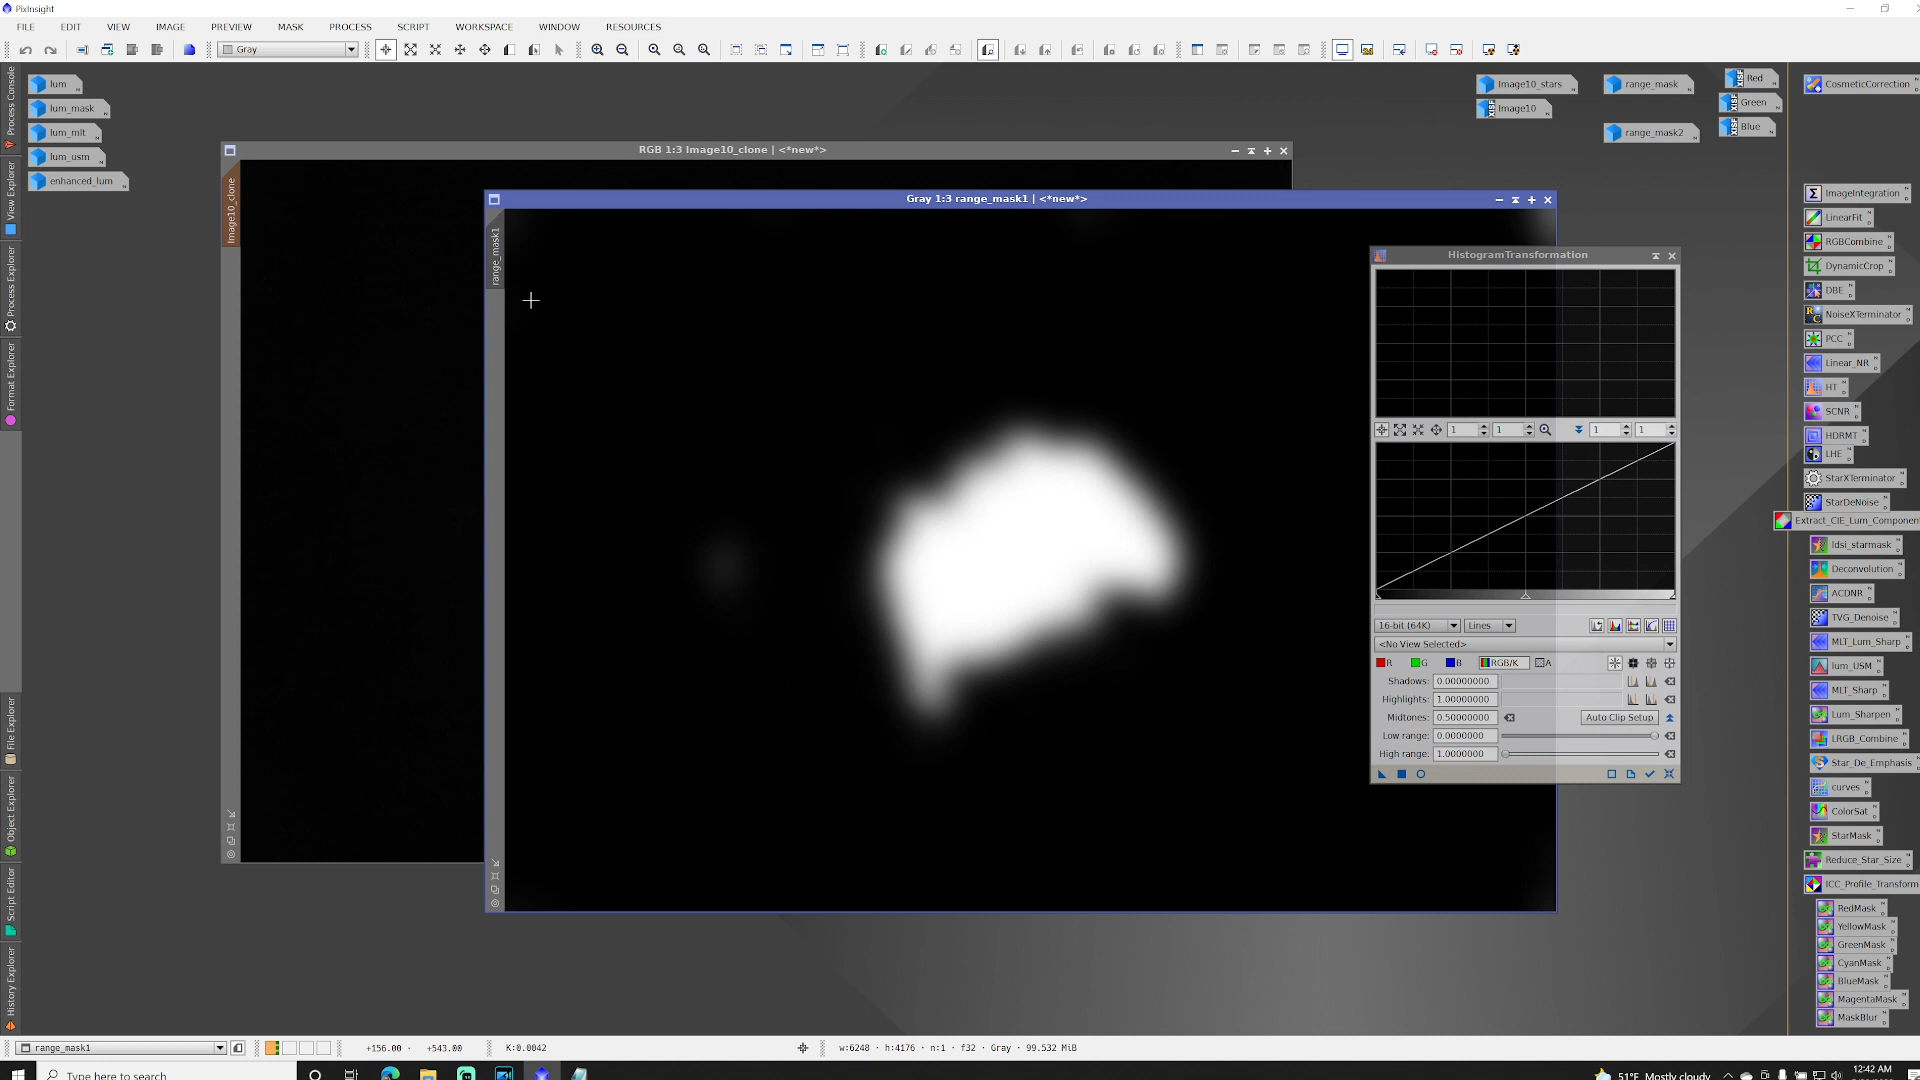 PixInsight
FILE EDIT VIEW IMAGE PREVIEW MASK PROCESS SCRIPT WORKSPACE WINDOW RESOURCES
Gray
Process Console
View Explorer
Process Explorer
Format Explorer
File Explorer
Object Explorer
Script Editor
History Explorer
lum
lum_mask
lum_mlt
lum_usm
enhanced_lum
Image10_stars
Image10
range_mask
range_mask2
Red
Green
Blue
RGB 1:3 Image10_clone | <*new*>
Image10_clone
Gray 1:3 range_mask1 | <*new*>
range_mask1
HistogramTransformation
1 1 1 1
16-bit (64K) Lines
<No View Selected>
R G B RGB/K A
Shadows: 0.00000000
Highlights: 1.00000000
Midtones: 0.50000000 Auto Clip Setup
Low range: 0.0000000
High range: 1.0000000
CosmeticCorrection
ImageIntegration
LinearFit
RGBCombine
DynamicCrop
DBE
NoiseXTerminator
PCC
Linear_NR
HT
SCNR
HDRMT
LHE
StarXTerminator
StarDeNoise
Extract_CIE_Lum_Component
ldsi_starmask
Deconvolution
ACDNR
TVG_Denoise
MLT_Lum_Sharp
lum_USM
MLT_Sharp
Lum_Sharpen
LRGB_Combine
Star_De_Emphasis
curves
ColorSat
StarMask
Reduce_Star_Size
ICC_Profile_Transform
RedMask
YellowMask
GreenMask
CyanMask
BlueMask
MagentaMask
MaskBlur
range_mask1 +156.00 · +543.00 K:0.0042 w:6248 · h:4176 · n:1 · f32 · Gray · 99.532 MiB
Type here to search
51°F Mostly cloudy
12:42 AM